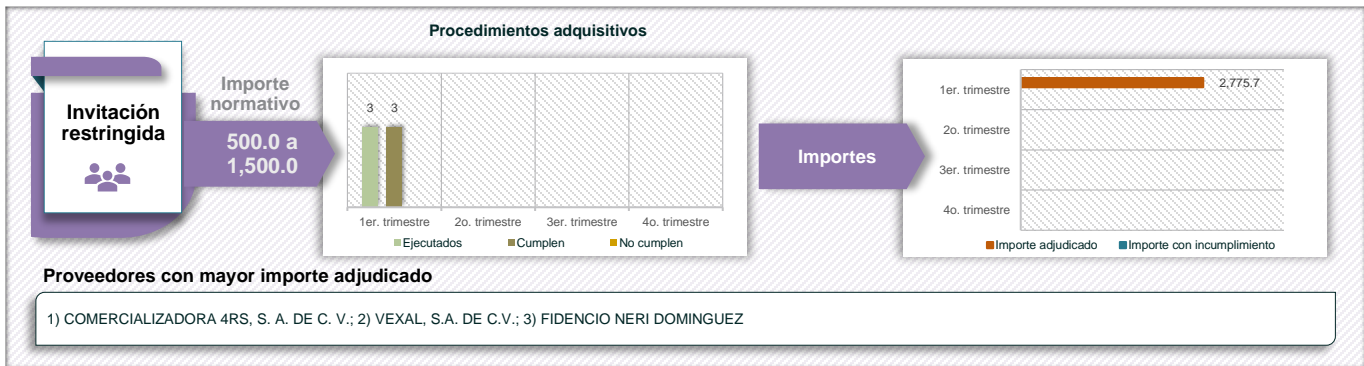 Procedimientos adquisitivos
Invitación
restringida
Importe
normativo
500.0 a
1,500.0
3 3
1er. trimestre 2o. trimestre 3er. trimestre 4o. trimestre
Ejecutados Cumplen No cumplen
Importes
1er. trimestre 2,775.7
2o. trimestre
3er. trimestre
4o. trimestre
Importe adjudicado Importe con incumplimiento
Proveedores con mayor importe adjudicado
1) COMERCIALIZADORA 4RS, S. A. DE C. V.; 2) VEXAL, S.A. DE C.V.; 3) FIDENCIO NERI DOMINGUEZ